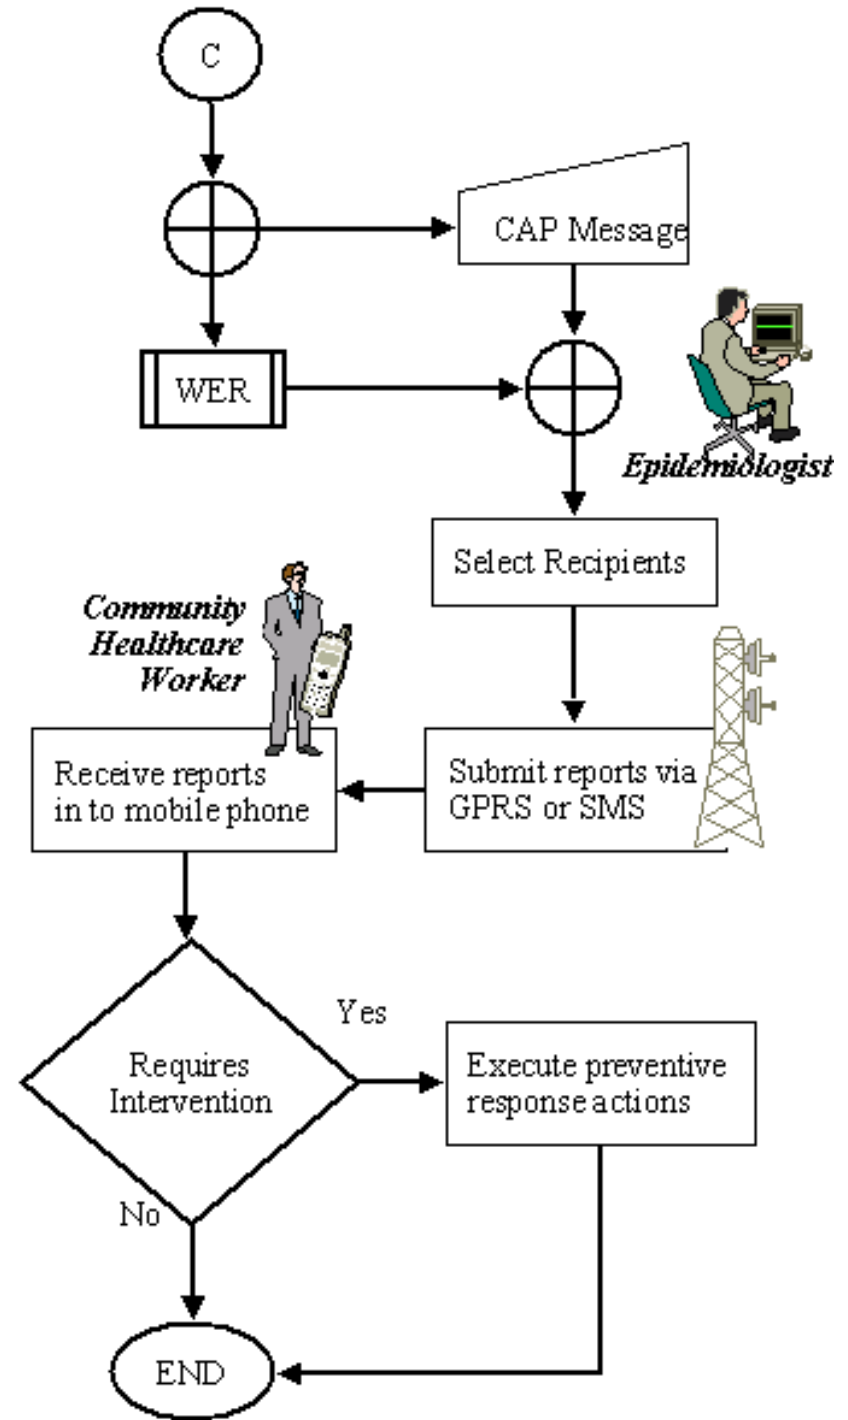 C
CAP Message
WER
Epidemiologist
Select Recipients
Community
Healthcare
Worker
Receive reports
in to mobile phone
Submit reports via
GPRS or SMS
Yes
Requires
Intervention
Execute preventive
response actions
No
END